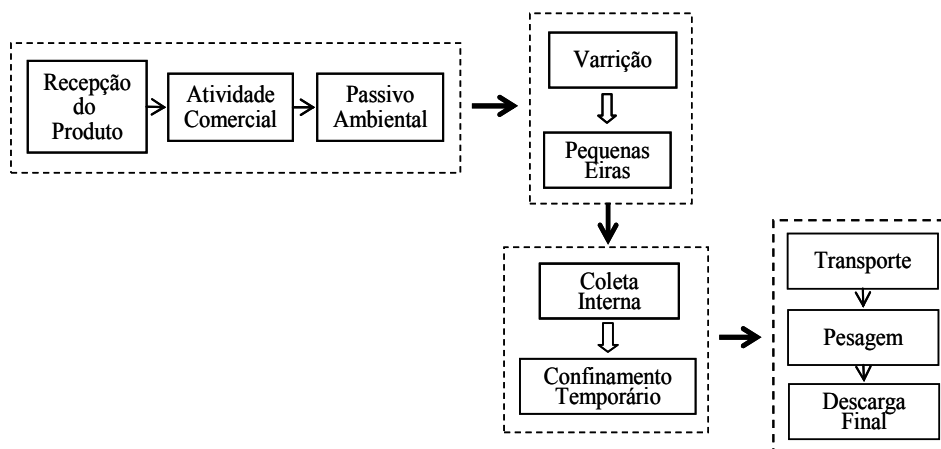 Recepção
do
Produto
Atividade
Comercial
Passivo
Ambiental
Varrição
Pequenas
Eiras
Coleta
Interna
Confinamento
Temporário
Transporte
Pesagem
Descarga
Final